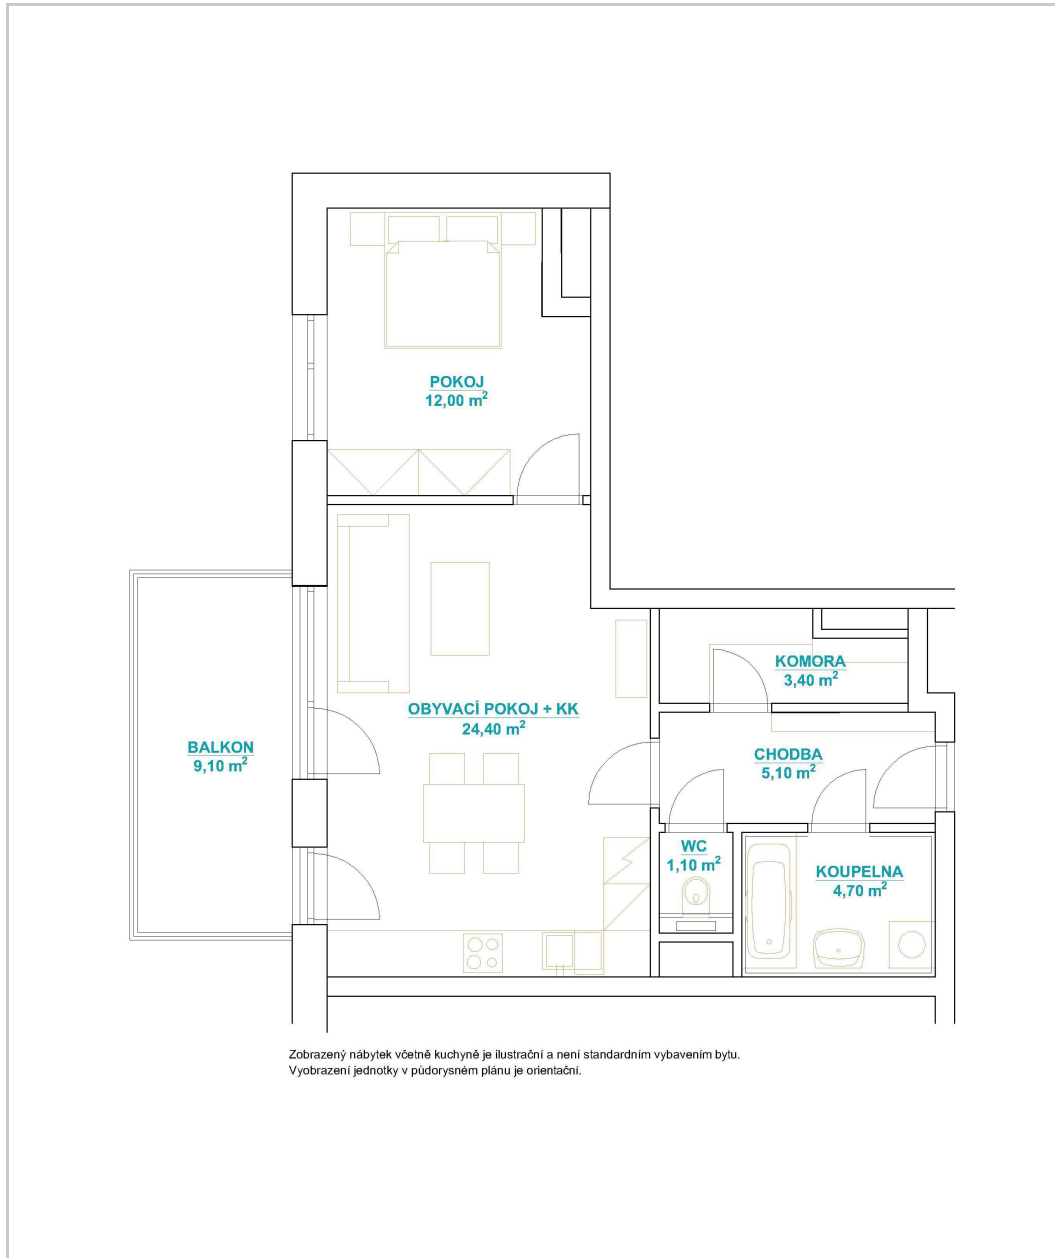 POKOJ
12,00 m²
OBYVACÍ POKOJ + KK
24,40 m²
BALKON
9,10 m²
KOMORA
3,40 m²
CHODBA
5,10 m²
WC
1,10 m²
KOUPELNA
4,70 m²
Zobrazený nábytek včetně kuchyně je ilustrační a není standardním vybavením bytu.
Vyobrazení jednotky v půdorysném plánu je orientační.